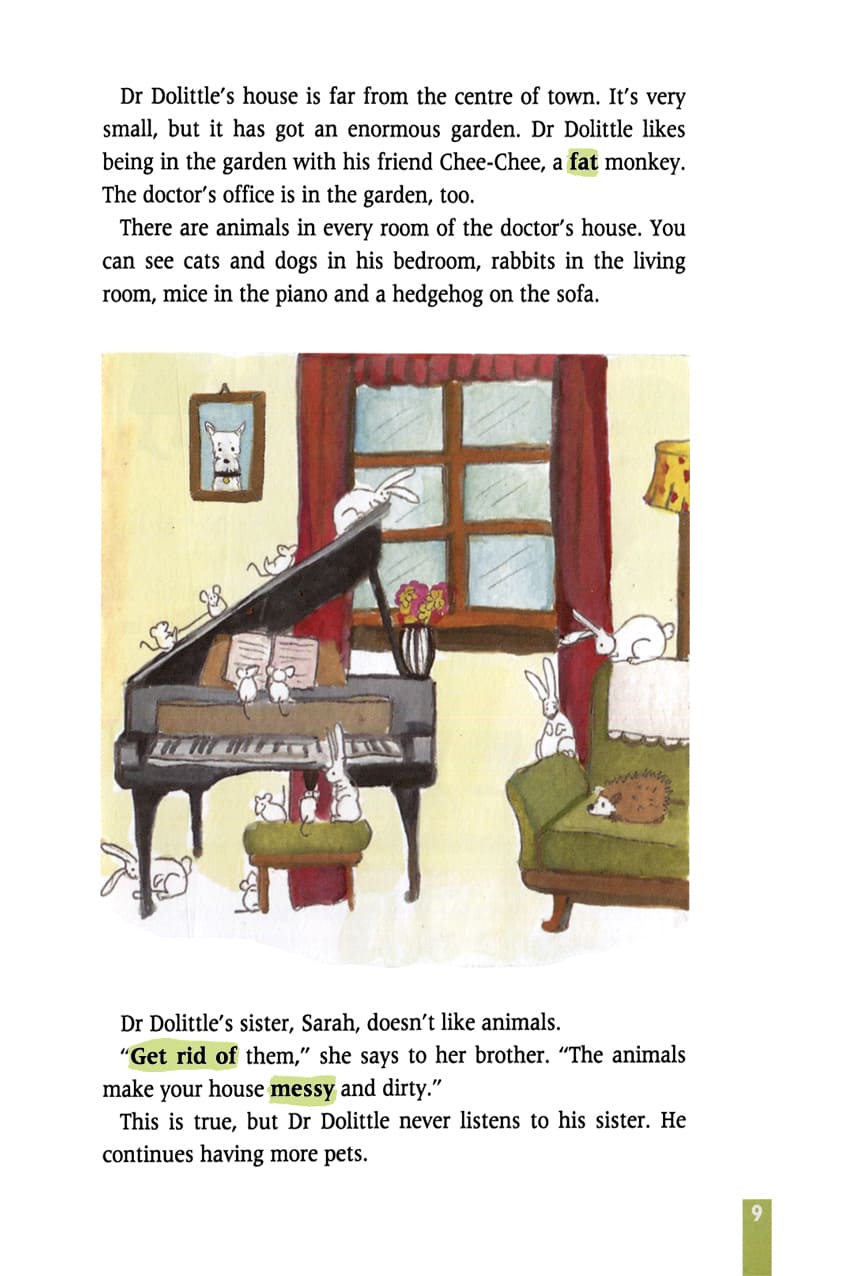 Dr Dolittle’s house is far from the centre of town. It’s very
small, but it has got an enormous garden. Dr Dolittle likes
being in the garden with his friend Chee-Chee, a fat monkey.
The doctor’s office is in the garden, too.
There are animals in every room of the doctor’s house. You
can see cats and dogs in his bedroom, rabbits in the living
room, mice in the piano and a hedgehog on the sofa.
Dr Dolittle’s sister, Sarah, doesn’t like animals.
“Get rid of them,” she says to her brother. “The animals
make your house messy and dirty.”
This is true, but Dr Dolittle never listens to his sister. He
continues having more pets.
9